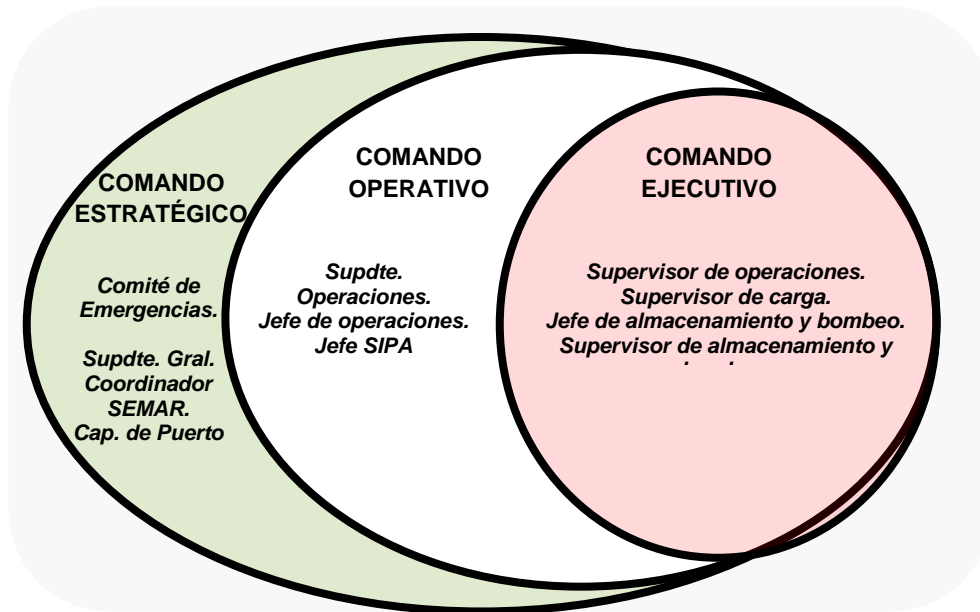 COMANDO
ESTRATÉGICO
Comité de
Emergencias.
Supdte. Gral.
Coordinador
SEMAR.
Cap. de Puerto
COMANDO
OPERATIVO
Supdte.
Operaciones.
Jefe de operaciones.
Jefe SIPA
COMANDO
EJECUTIVO
Supervisor de operaciones.
Supervisor de carga.
Jefe de almacenamiento y bombeo.
Supervisor de almacenamiento y